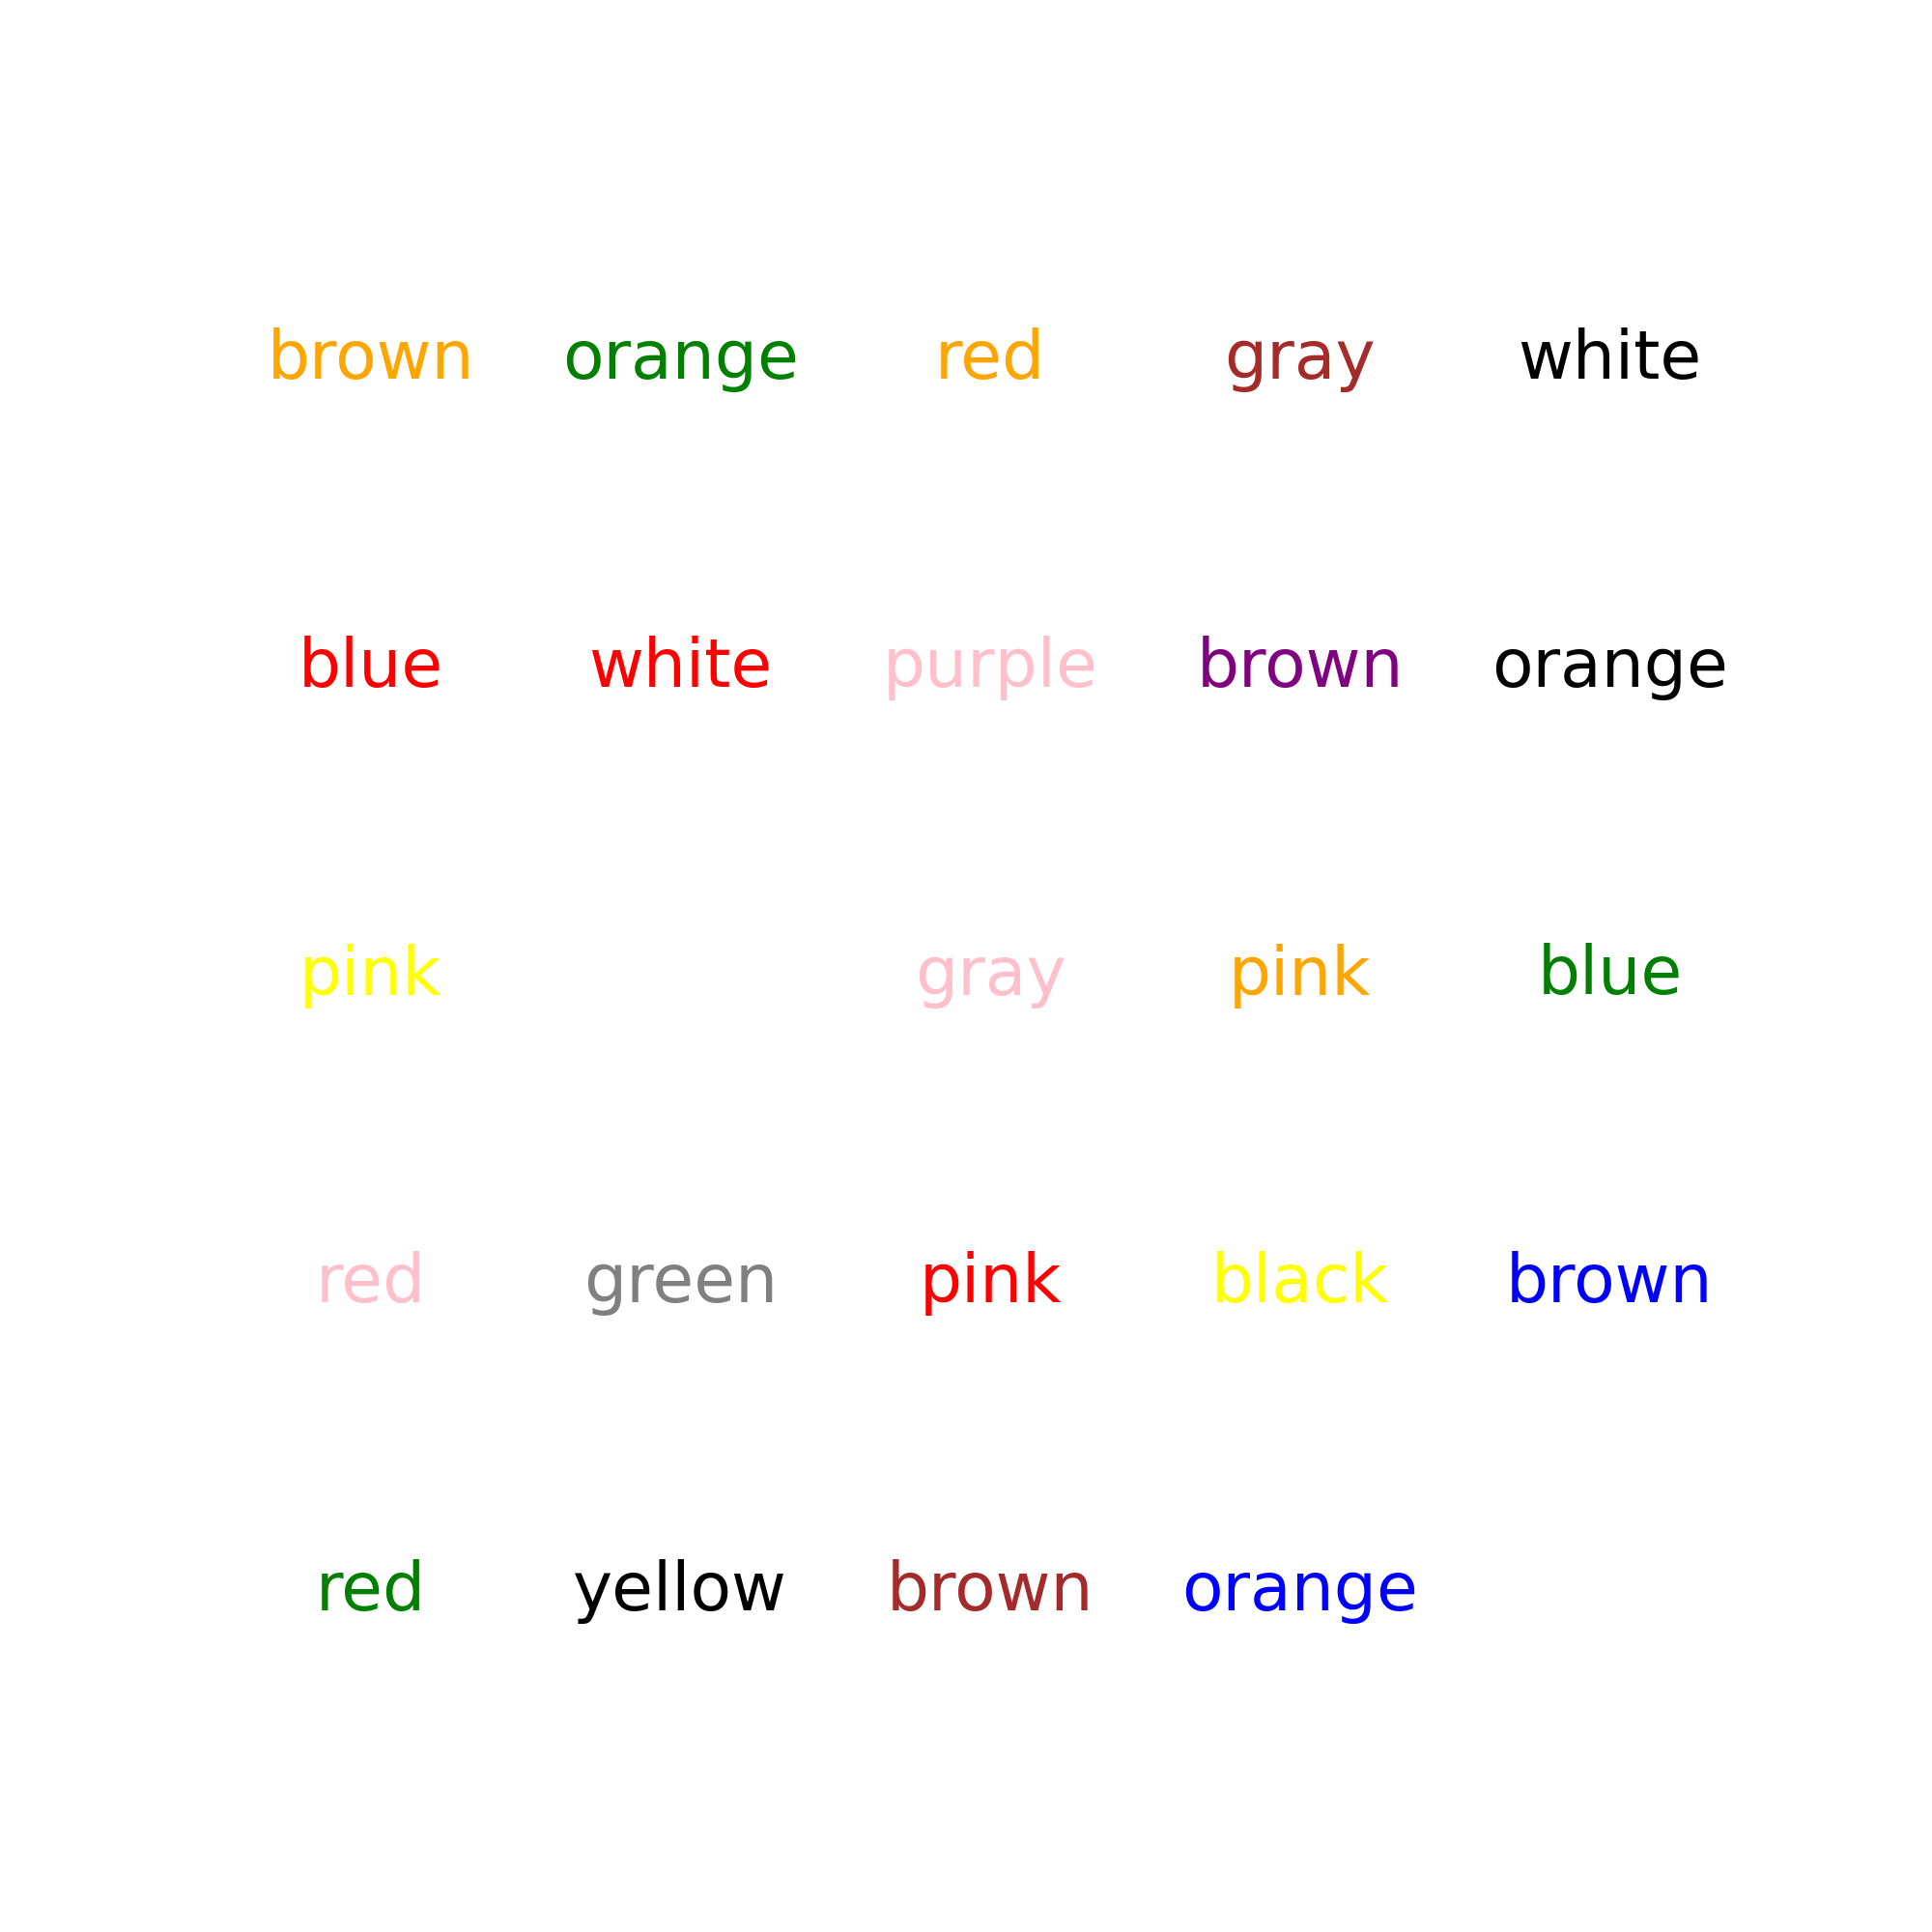 brown orange red gray white
blue white purple brown orange
pink gray pink blue
red green pink black brown
red yellow brown orange